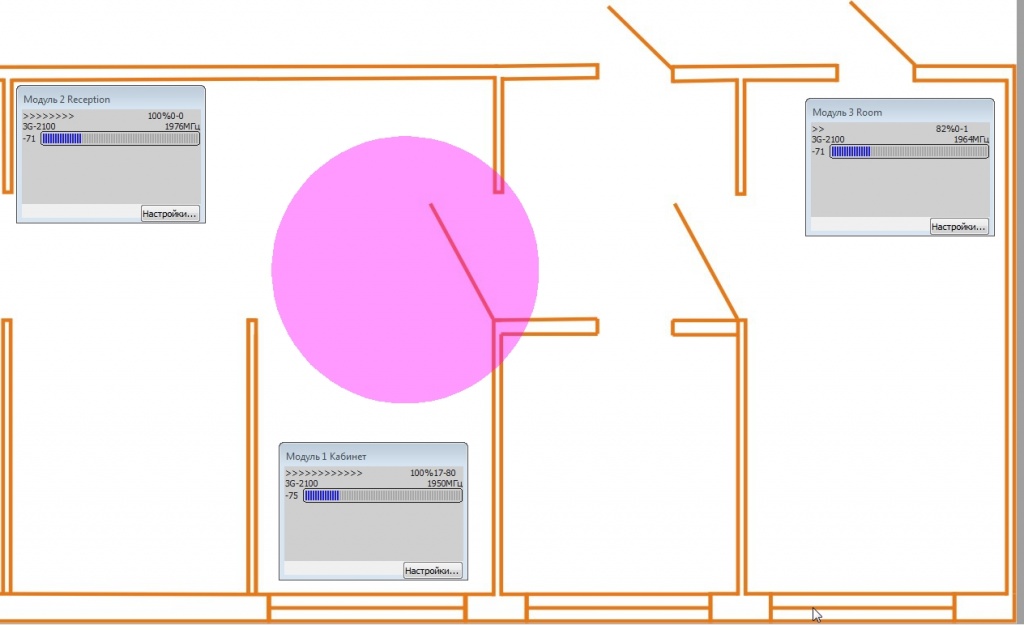 Модуль 2 Reception
>>>>>>>> 100%0-0
3G-2100 1976МГц
-71
Настройки...
Модуль 3 Room
>> 82%0-1
3G-2100 1964МГц
-71
Настройки...
Модуль 1 Кабинет
>>>>>>>>>>>> 100%17-80
3G-2100 1950МГц
-75
Настройки...